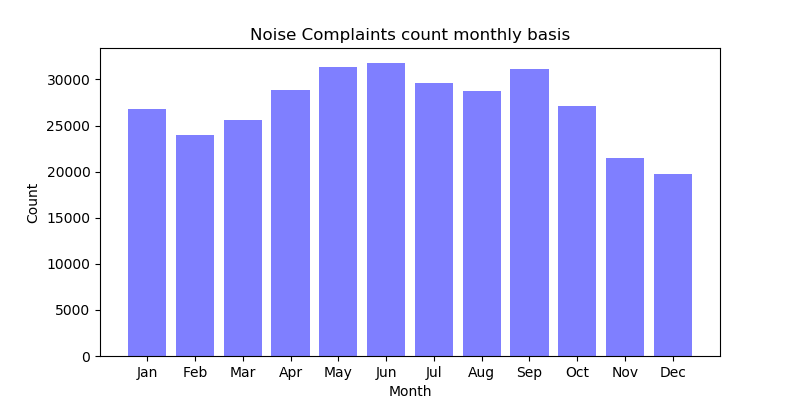 Noise Complaints count monthly basis
30000
25000
20000
15000
10000
5000
0
Count
Jan Feb Mar Apr May Jun Jul Aug Sep Oct Nov Dec
Month